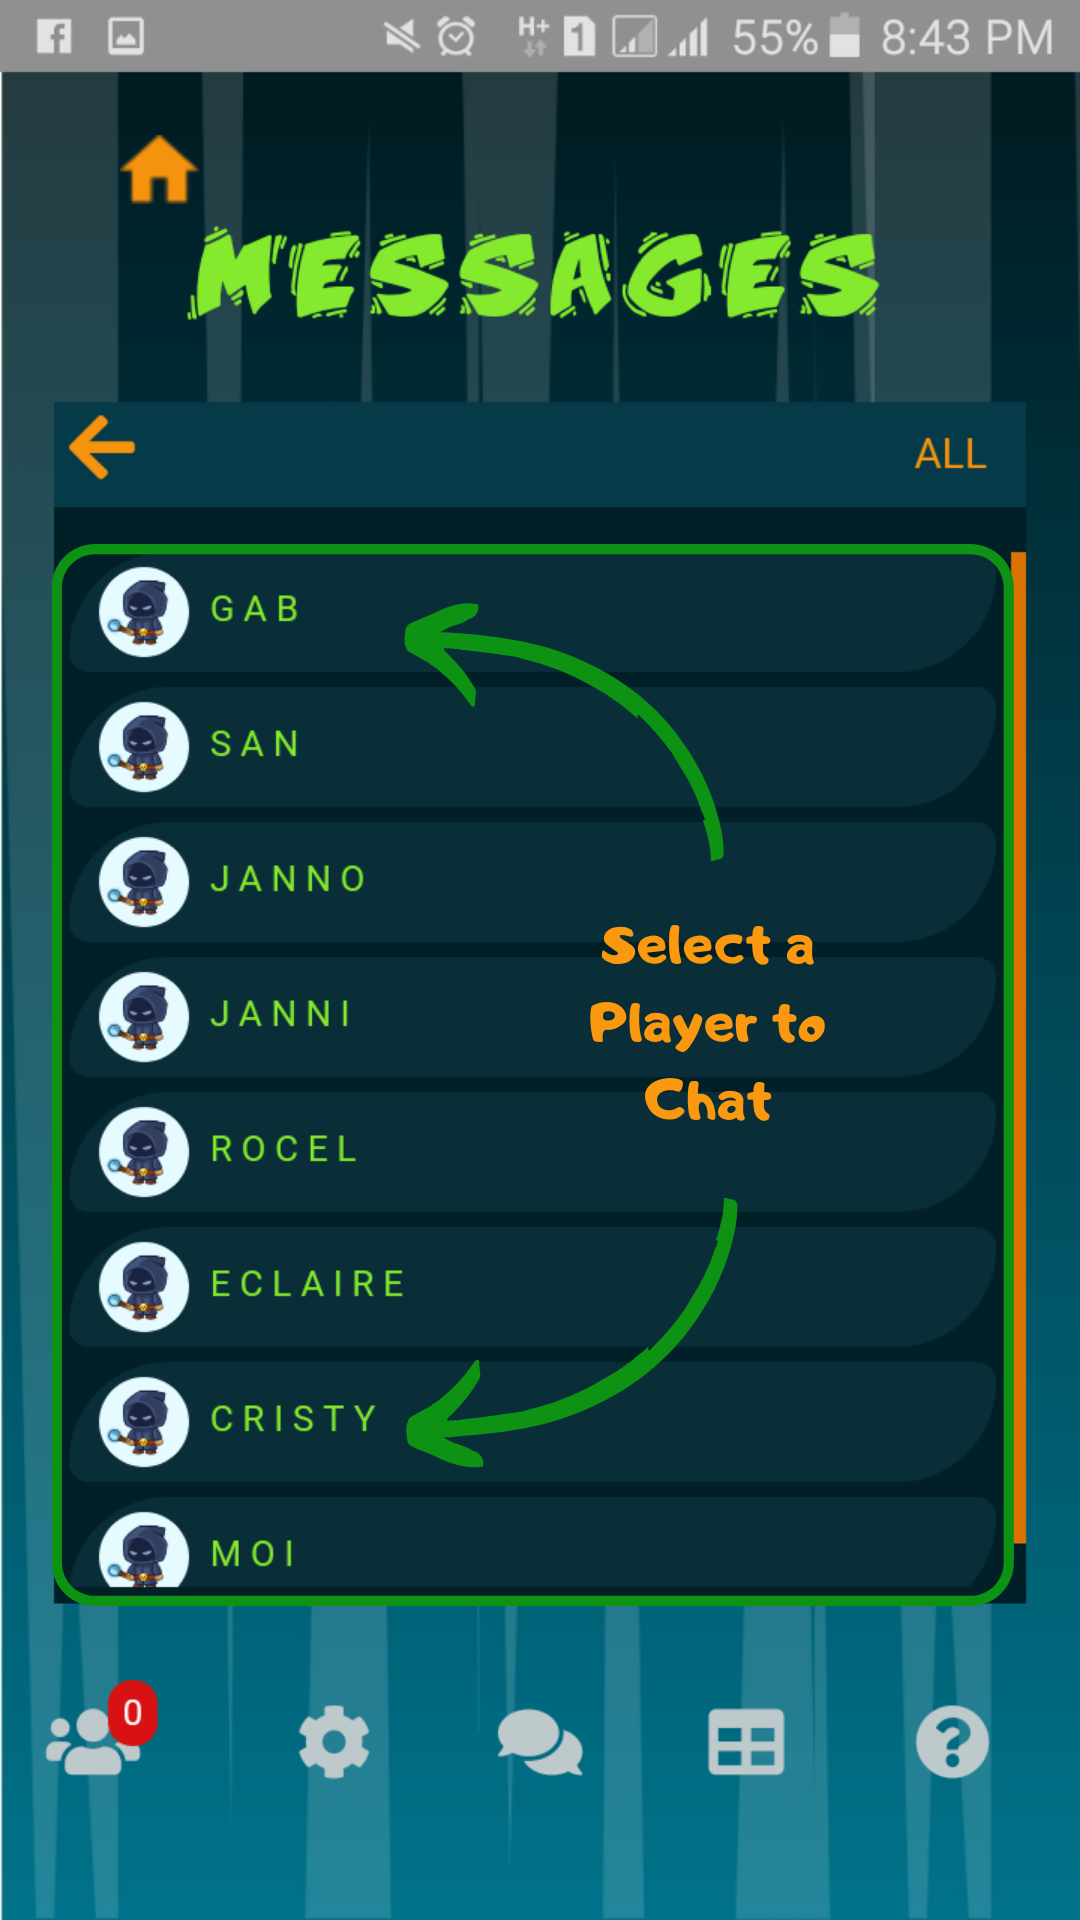 H+ 1 55% 8:43 PM
MESSAGES
ALL
GAB
SAN
JANNO
Select a
JANNI
Player to
Chat
ROCEL
ECLAIRE
CRISTY
MOI
0